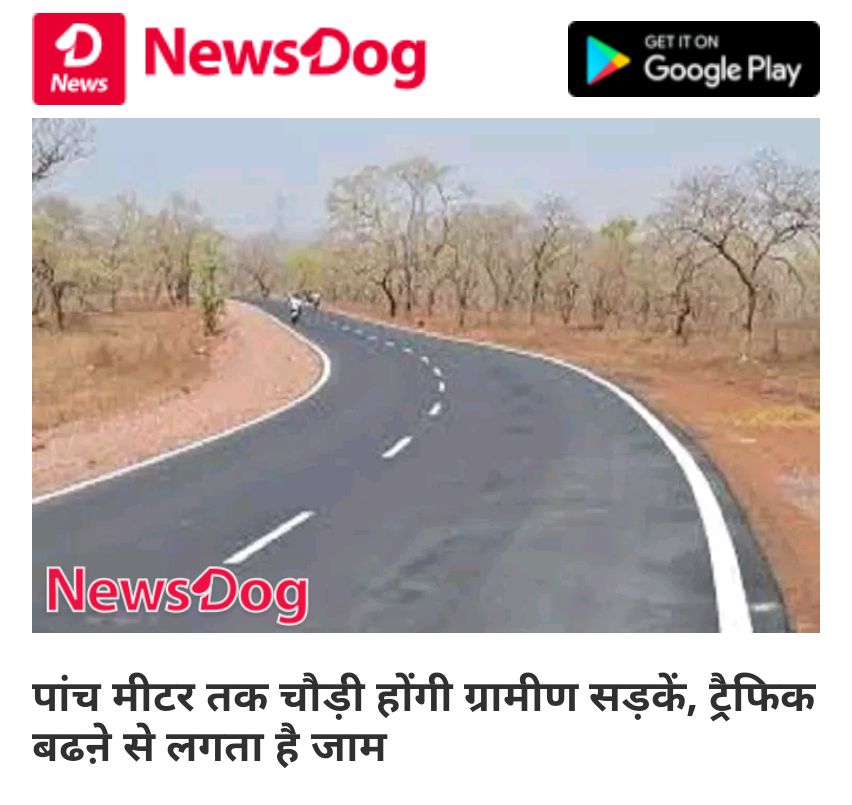 News
NewsDog
GET IT ON
Google Play
NewsDog
पांच मीटर तक चौड़ी होंगी ग्रामीण सड़कें, ट्रैफिक
बढऩे से लगता है जाम